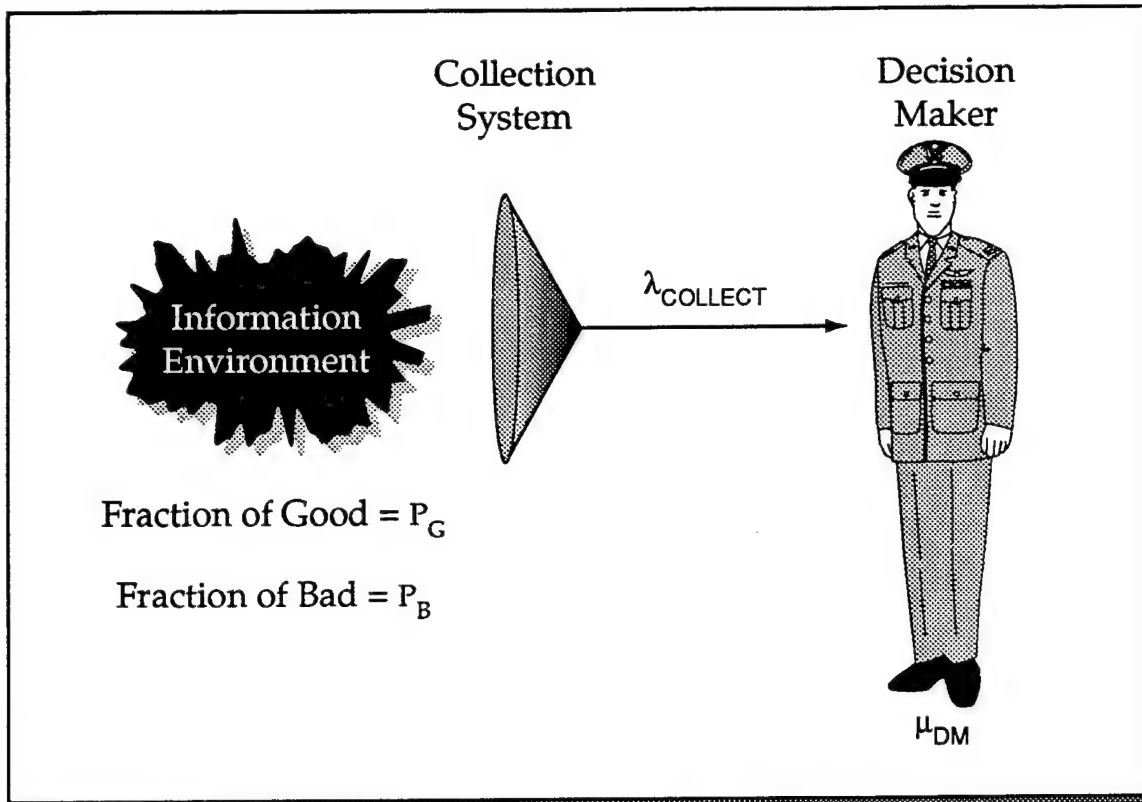 Collection
System
Decision
Maker
Information
Environment
λCOLLECT
Fraction of Good = PG
Fraction of Bad = PB
μDM